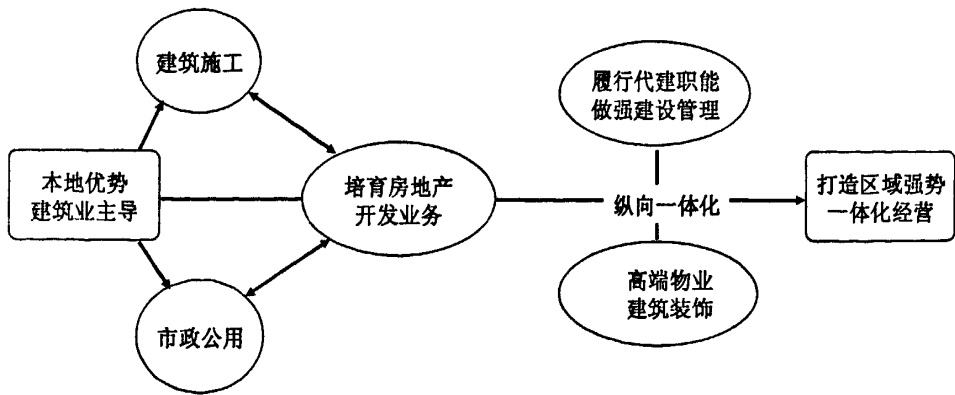 建筑施工
本地优势
建筑业主导
市政公用
培育房地产
开发业务
履行代建职能
做强建设管理
纵向一体化
高端物业
建筑装饰
打造区域强势
一体化经营